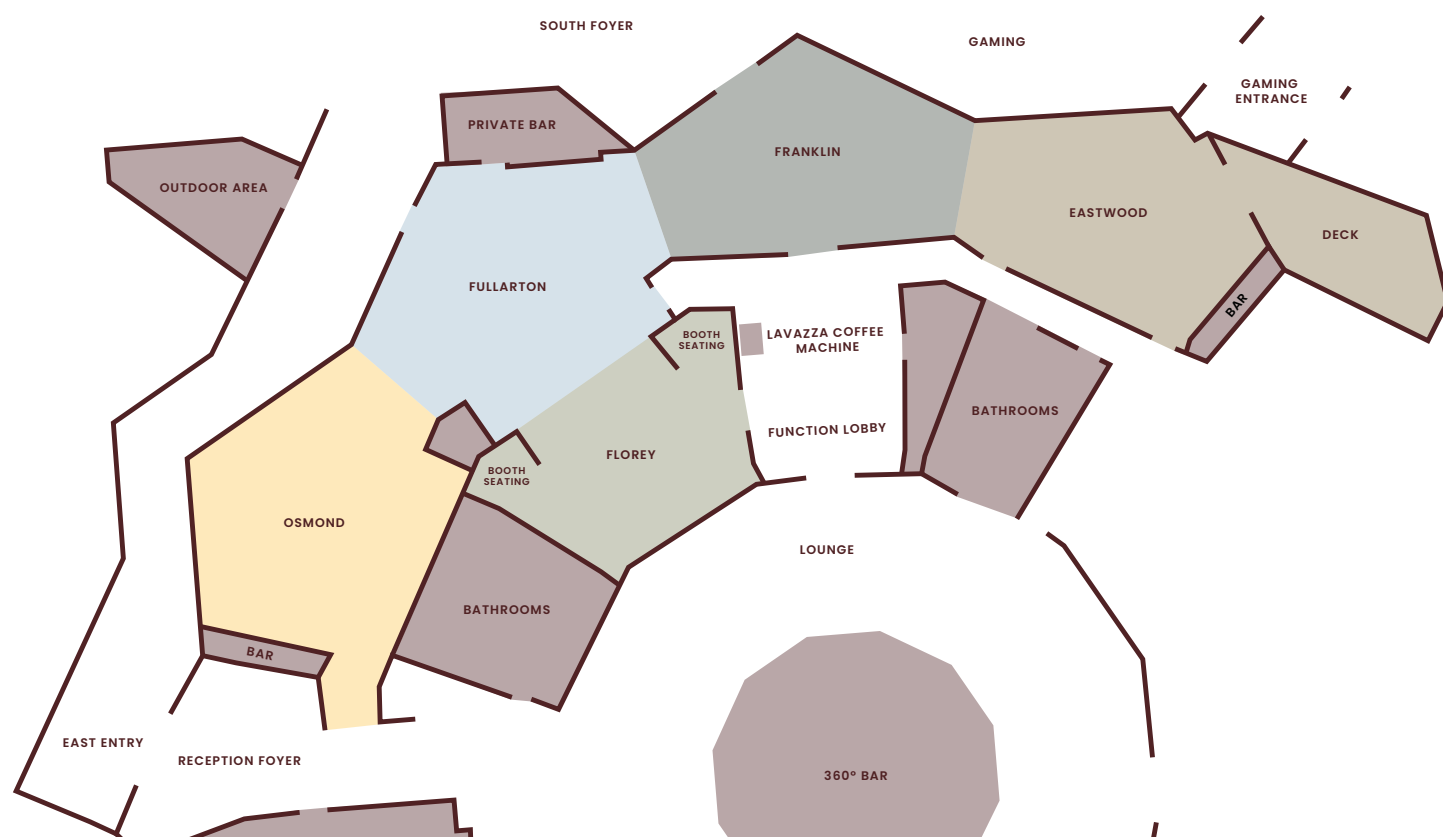 SOUTH FOYER
GAMING
GAMING
ENTRANCE
PRIVATE BAR
FRANKLIN
OUTDOOR AREA
EASTWOOD
DECK
FULLARTON
BAR
BOOTH
SEATING
LAVAZZA COFFEE
MACHINE
BATHROOMS
FUNCTION LOBBY
FLOREY
BOOTH
SEATING
OSMOND
LOUNGE
BATHROOMS
BAR
EAST ENTRY
RECEPTION FOYER
360° BAR